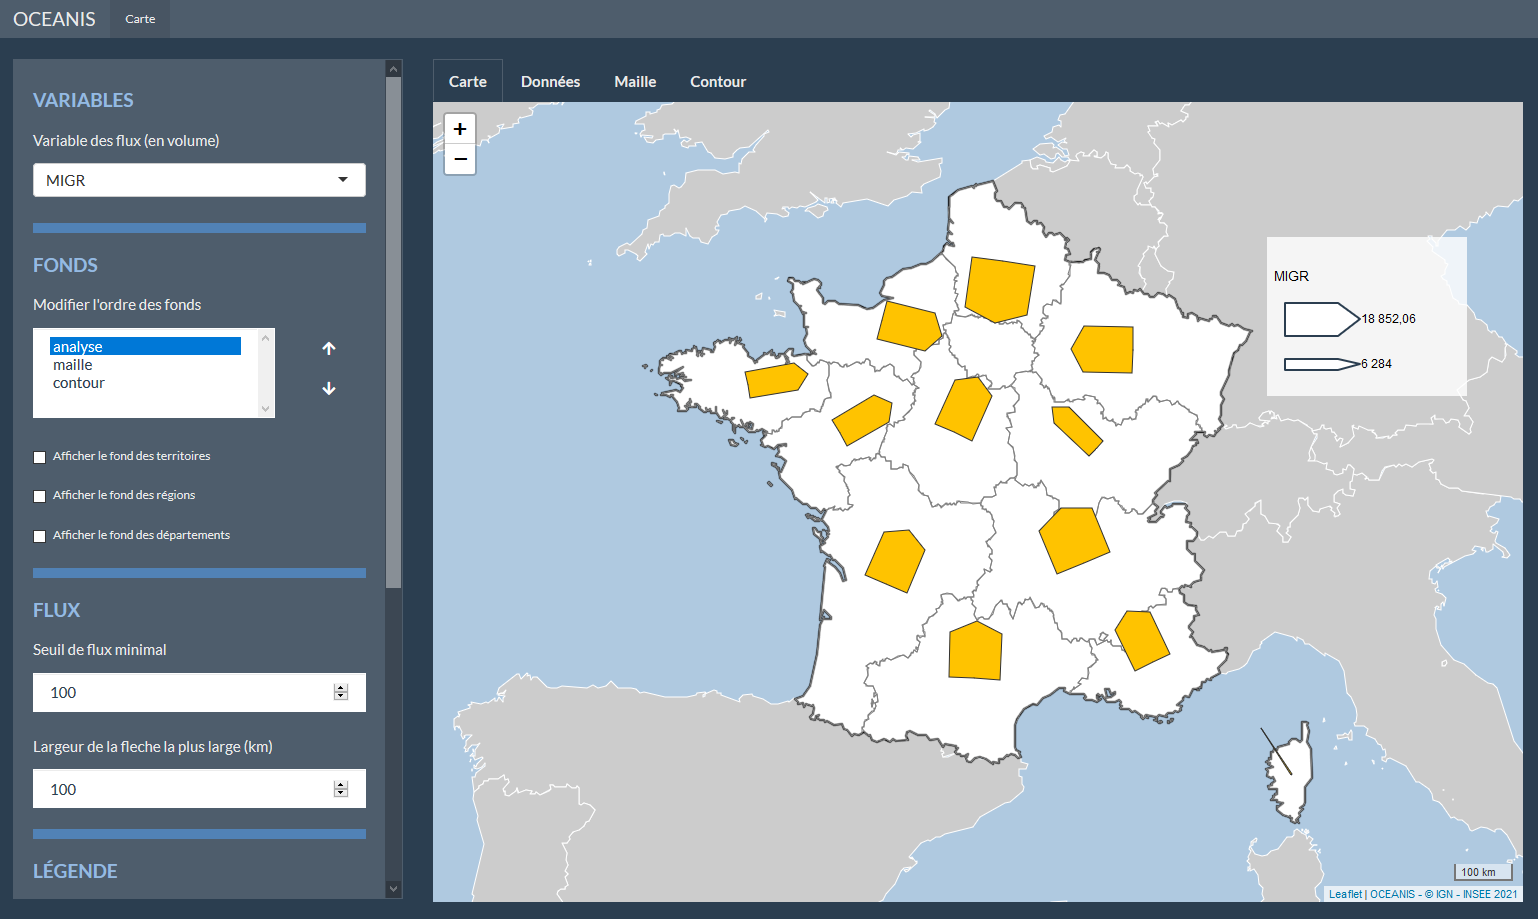 OCEANIS
Carte
VARIABLES
Variable des flux (en volume)
MIGR
FONDS
Modifier l'ordre des fonds
analyse
maille
contour
Afficher le fond des territoires
Afficher le fond des régions
Afficher le fond des départements
FLUX
Seuil de flux minimal
100
Largeur de la fleche la plus large (km)
100
LÉGENDE
Carte
Données
Maille
Contour
+
−
MIGR
18 852,06
6 284
100 km
Leaflet | OCEANIS - © IGN - INSEE 2021